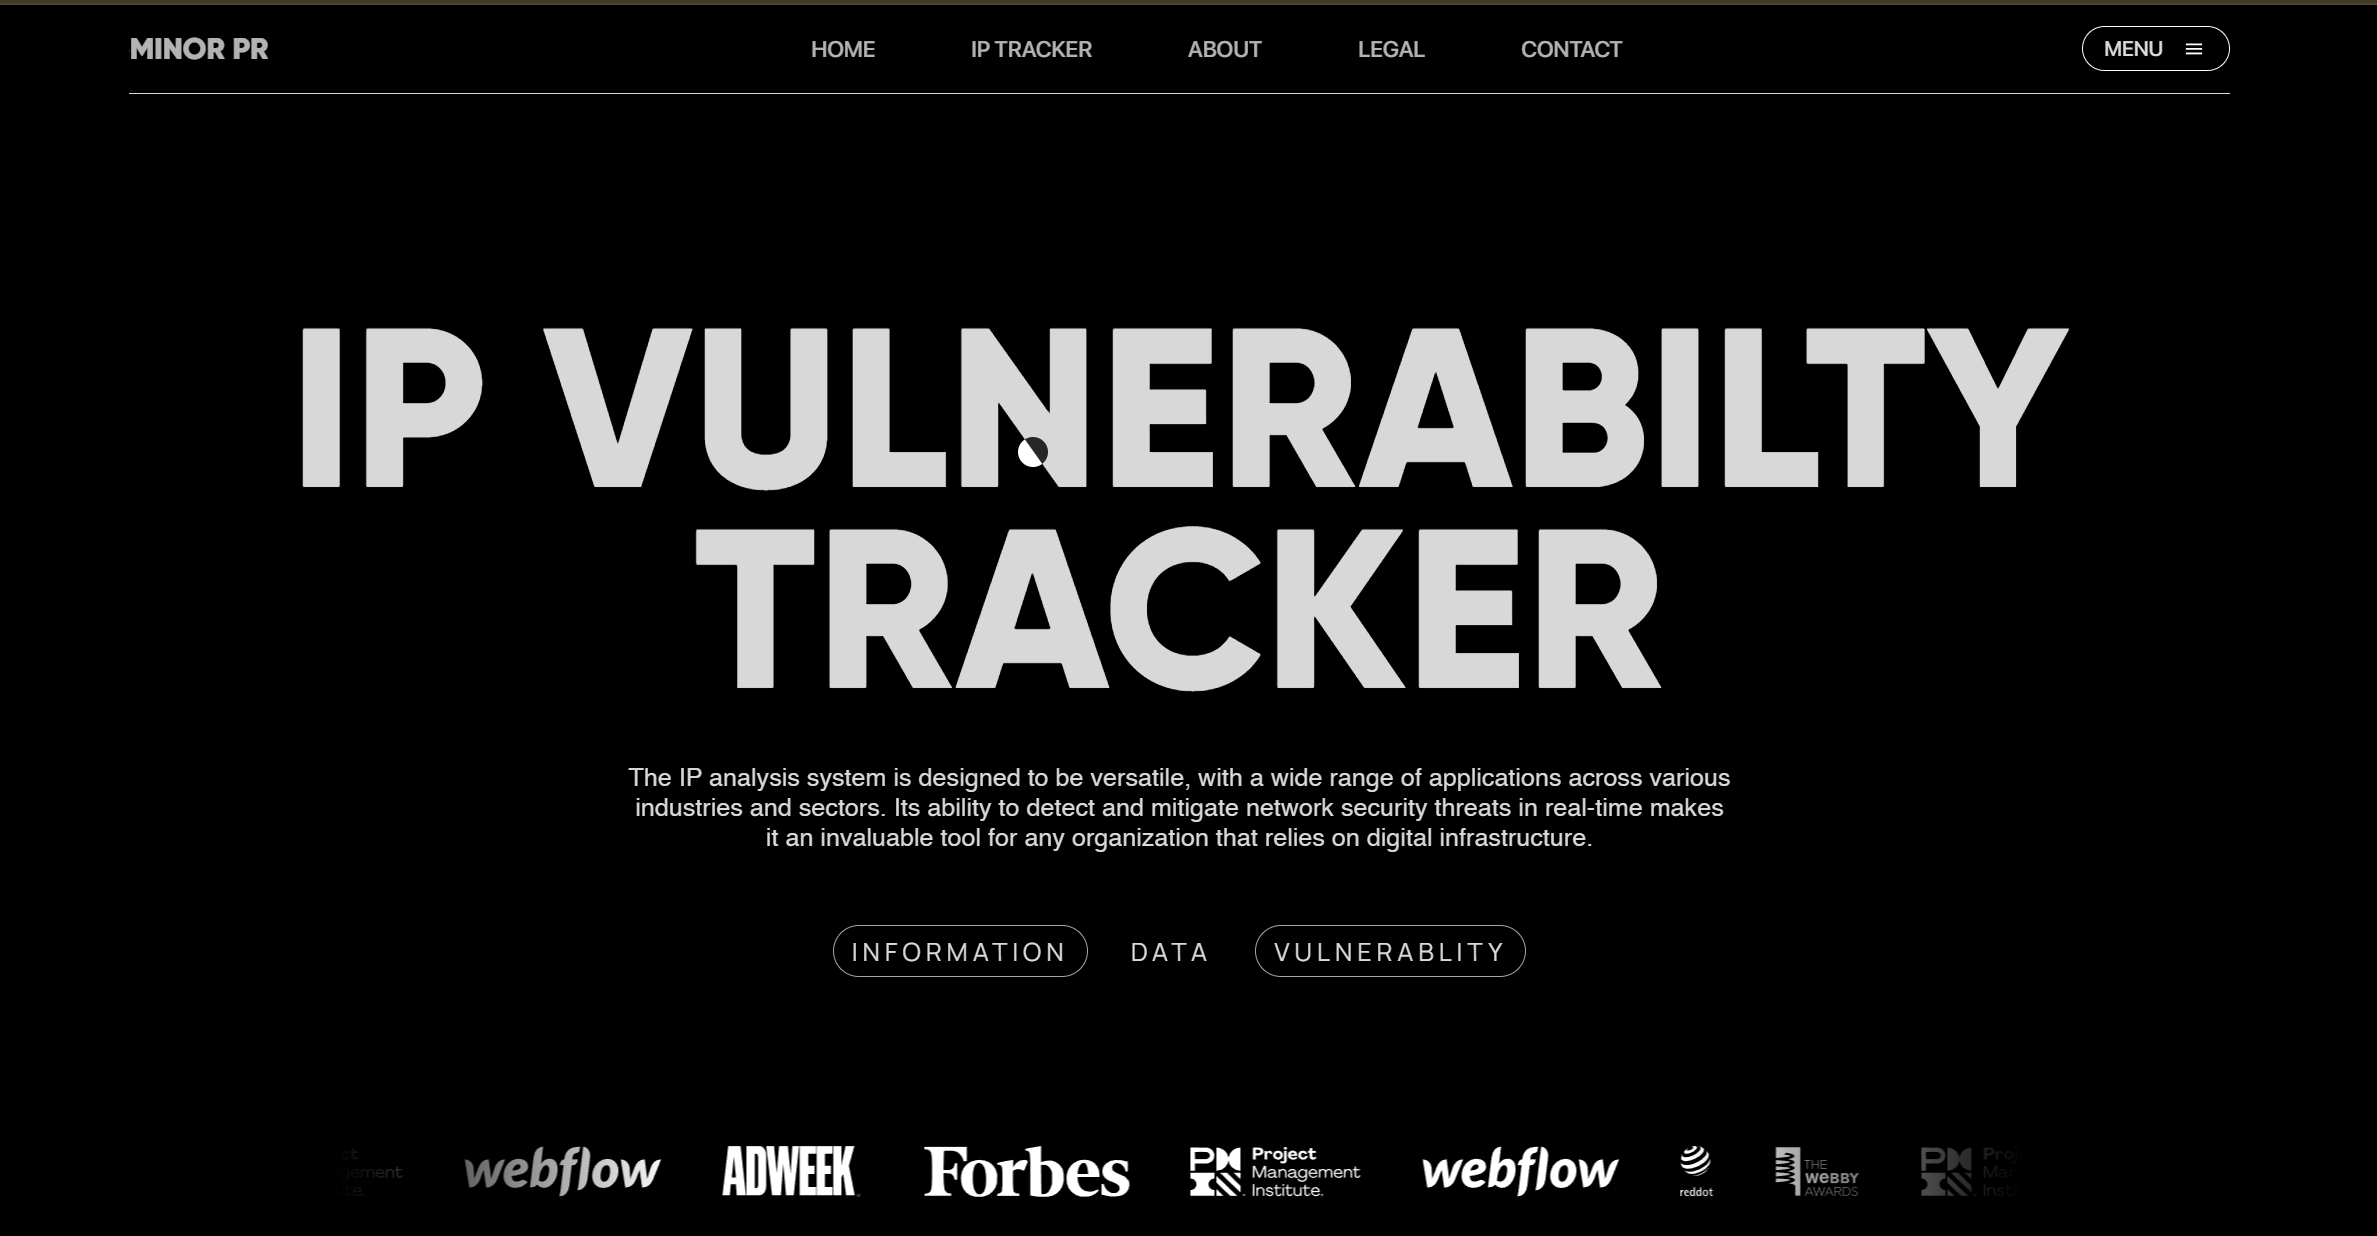 MINOR PR
HOME
IP TRACKER
ABOUT
LEGAL
CONTACT
MENU
IP VULNERABILTY
TRACKER
The IP analysis system is designed to be versatile, with a wide range of applications across various
industries and sectors. Its ability to detect and mitigate network security threats in real-time makes
it an invaluable tool for any organization that relies on digital infrastructure.
INFORMATION
DATA
VULNERABLITY
webflow
ADWEEK
Forbes
Project
Management
Institute.
webflow
reddot
THE
WEBBY
AWARDS